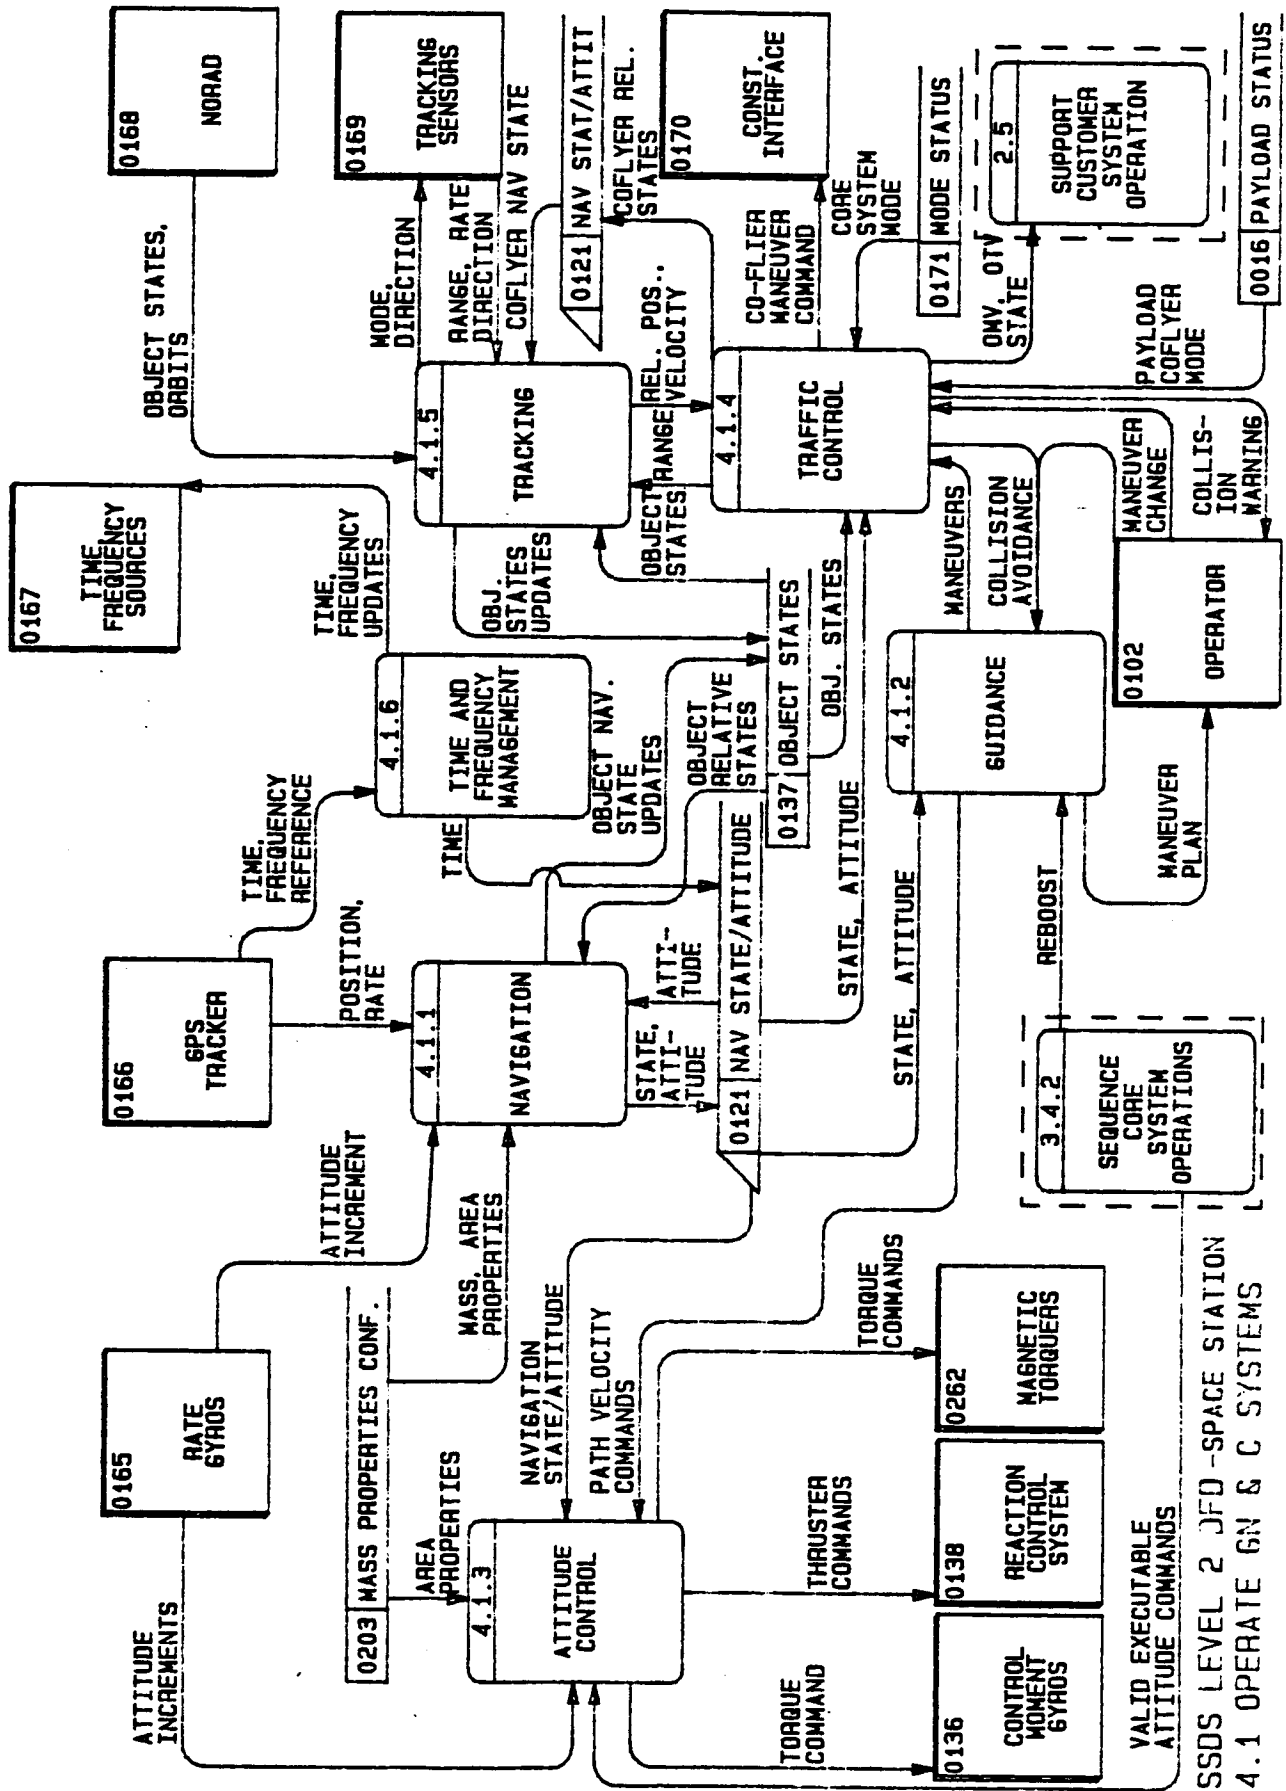 0165
RATE
GYROS
0166
GPS
TRACKER
0167
TIME
FREQUENCY
SOURCES
0168
NORAD
ATTITUDE
INCREMENTS
ATTITUDE
INCREMENT
TIME,
FREQUENCY
REFERENCE
TIME,
FREQUENCY
UPDATES
OBJECT STATES,
ORBITS
POSITION,
RATE
0203 MASS PROPERTIES CONF.
AREA
PROPERTIES
MASS, AREA
PROPERTIES
4.1.1
NAVIGATION
4.1.6
TIME AND
FREQUENCY
MANAGEMENT
4.1.5
TRACKING
MODE,
DIRECTION
RANGE, RATE
DIRECTION
COFLYER NAV STATE
0169
TRACKING
SENSORS
0121 NAV STAT/ATTIT
COFLYER REL.
STATES
TIME
OBJECT NAV.
STATE
UPDATES
OBJ.
STATES
UPDATES
OBJECT
STATES
RANGE
REL. POS.,
VELOCITY
STATE,
ATTI-
TUDE
ATTI-
TUDE
OBJECT
RELATIVE
STATES
4.1.3
ATTITUDE
CONTROL
NAVIGATION
STATE/ATTITUDE
PATH VELOCITY
COMMANDS
0121 NAV STATE/ATTITUDE
0137 OBJECT STATES
OBJ. STATES
STATE, ATTITUDE
STATE, ATTITUDE
4.1.4
TRAFFIC
CONTROL
CO-FLIER
MANEUVER
COMMAND
0170
CONST.
INTERFACE
CORE
SYSTEM
MODE
0171 MODE STATUS
OMV, OTV
STATE
2.5
SUPPORT
CUSTOMER
SYSTEM
OPERATION
TORQUE
COMMAND
THRUSTER
COMMANDS
TORQUE
COMMANDS
4.1.2
GUIDANCE
MANEUVERS
COLLISION
AVOIDANCE
MANEUVER
CHANGE
PAYLOAD
COFLYER
MODE
COLLIS-
ION
WARNING
0016 PAYLOAD STATUS
0136
CONTROL
MOMENT
GYROS
0138
REACTION
CONTROL
SYSTEM
0262
MAGNETIC
TORQUERS
3.4.2
SEQUENCE
CORE
SYSTEM
OPERATIONS
REBOOST
MANEUVER
PLAN
0102
OPERATOR
VALID EXECUTABLE
ATTITUDE COMMANDS
SSDS LEVEL 2 DFD-SPACE STATION
4.1 OPERATE GN & C SYSTEMS